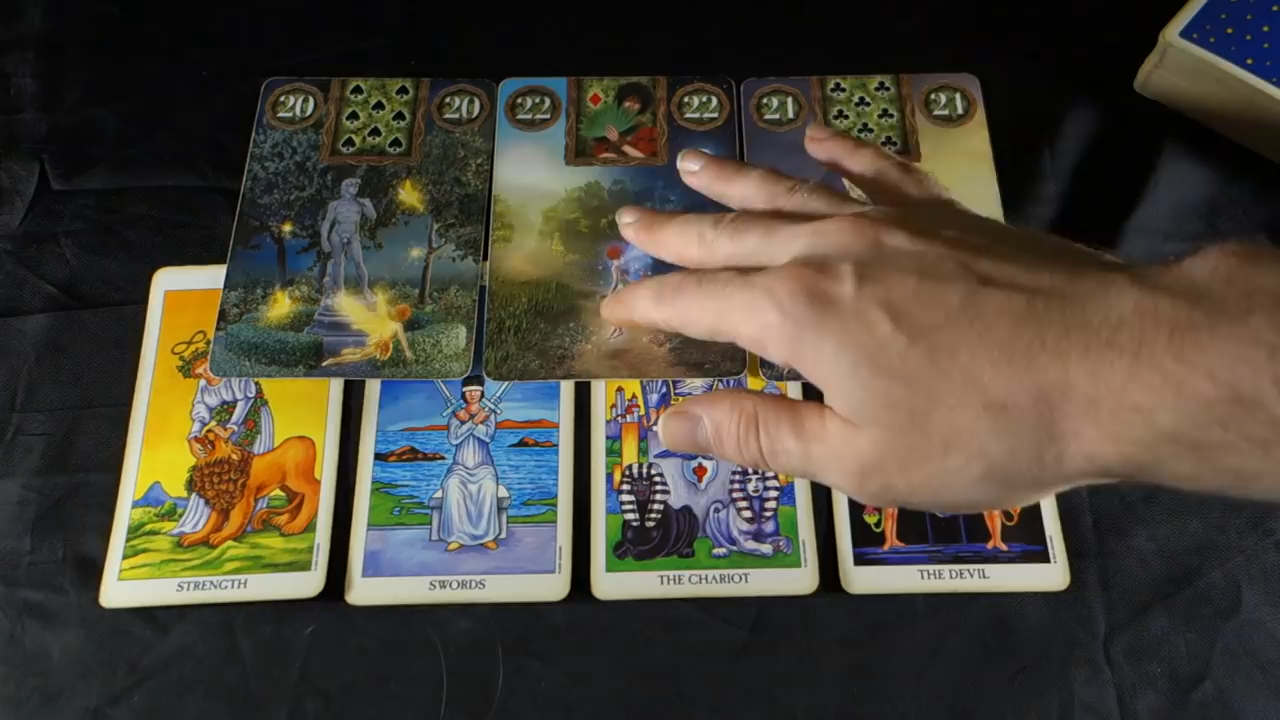 20 20
22 22
21 21
STRENGTH
SWORDS
THE CHARIOT
THE DEVIL